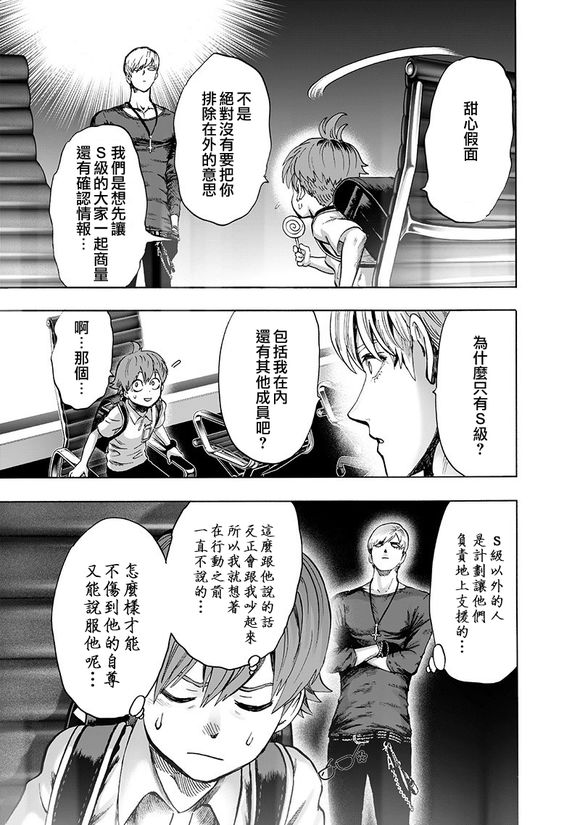 甜心假面
不是
絕對沒有要把你
排除在外的意思
我們是想先讓
S級的大家一起商量
還有確認情報⋯
為什麼只有S級？
包括我在內
還有其他成員吧？
啊⋯那個⋯
S級以外的人
是計劃讓他們
負責地上支援的⋯
這麼跟他說的話
反正會跟我吵起來
所以我就想著
在行動之前
一直不說的⋯
怎麼樣才能
不傷到他的自尊
又能說服他呢⋯